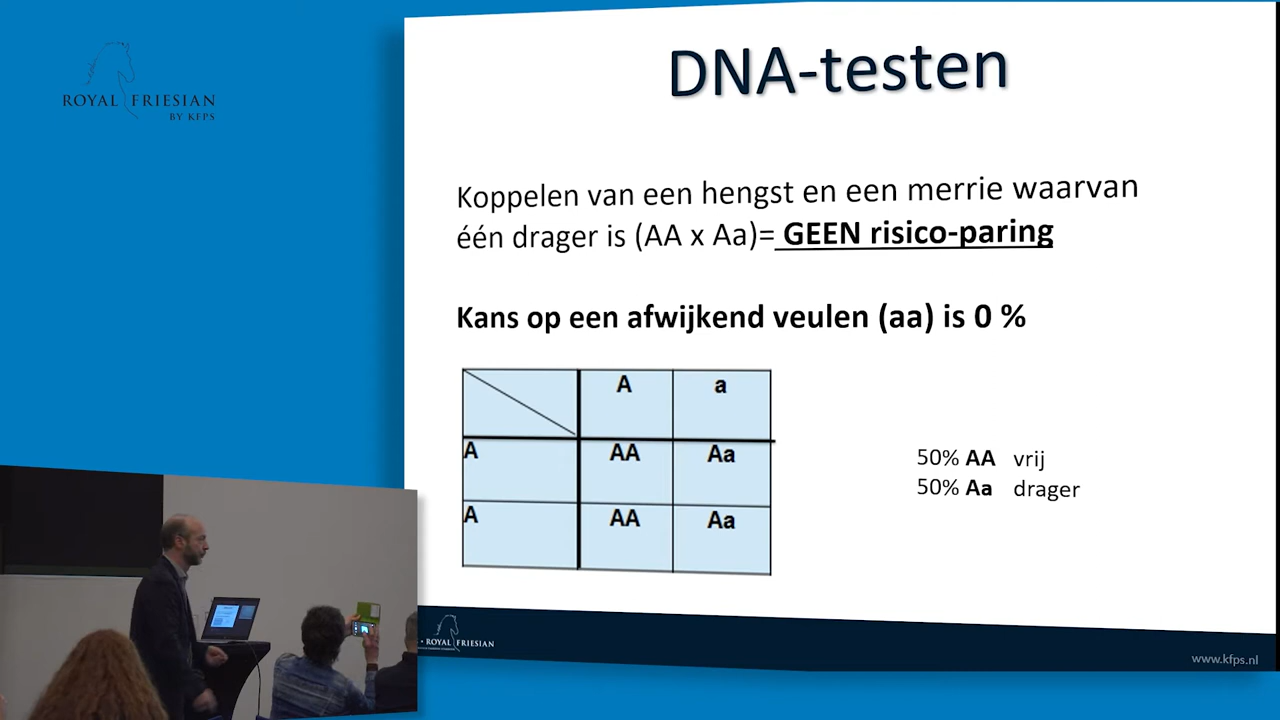 ROYAL FRIESIAN
BY KFPS
DNA-testen
Koppelen van een hengst en een merrie waarvan
één drager is (AA x Aa)= GEEN risico-paring
Kans op een afwijkend veulen (aa) is 0 %
A a
A AA Aa
A AA Aa
50% AA vrij
50% Aa drager
ROYAL FRIESIAN
www.kfps.nl